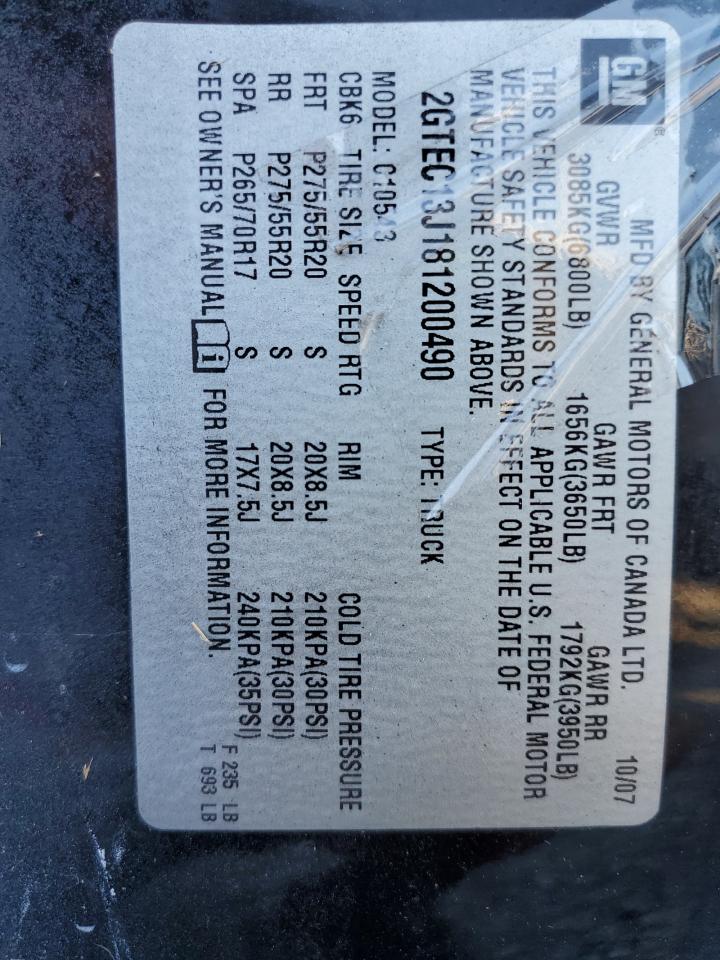 GM
MFD BY GENERAL MOTORS OF CANADA LTD. 10/07
GVWR GAWR FRT GAWR RR
3085KG(6800LB) 1656KG(3650LB) 1792KG(3950LB)
THIS VEHICLE CONFORMS TO ALL APPLICABLE U.S. FEDERAL MOTOR
VEHICLE SAFETY STANDARDS IN EFFECT ON THE DATE OF
MANUFACTURE SHOWN ABOVE.
2GTEC13J181200490 TYPE: TRUCK
MODEL: C10543
CBK6 TIRE SIZE SPEED RTG RIM COLD TIRE PRESSURE
FRT P275/55R20 S 20X8.5J 210KPA(30PSI)
RR P275/55R20 S 20X8.5J 210KPA(30PSI)
SPA P265/70R17 S 17X7.5J 240KPA(35PSI)
SEE OWNER'S MANUAL i FOR MORE INFORMATION.
F 235 LB
T 693 LB